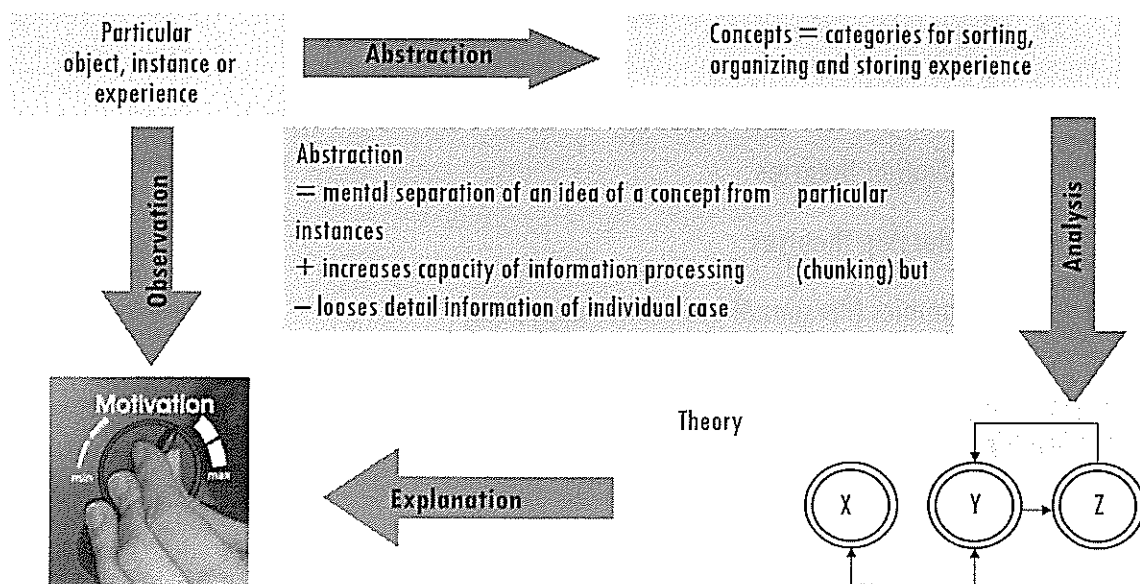 Particular
object, instance or
experience
Abstraction
Concepts = categories for sorting,
organizing and storing experience
Observation
Abstraction
= mental separation of an idea of a concept from particular
instances
+ increases capacity of information processing (chunking) but
– looses detail information of individual case
Analysis
Motivation
min
max
Theory
Explanation
X
Y
Z